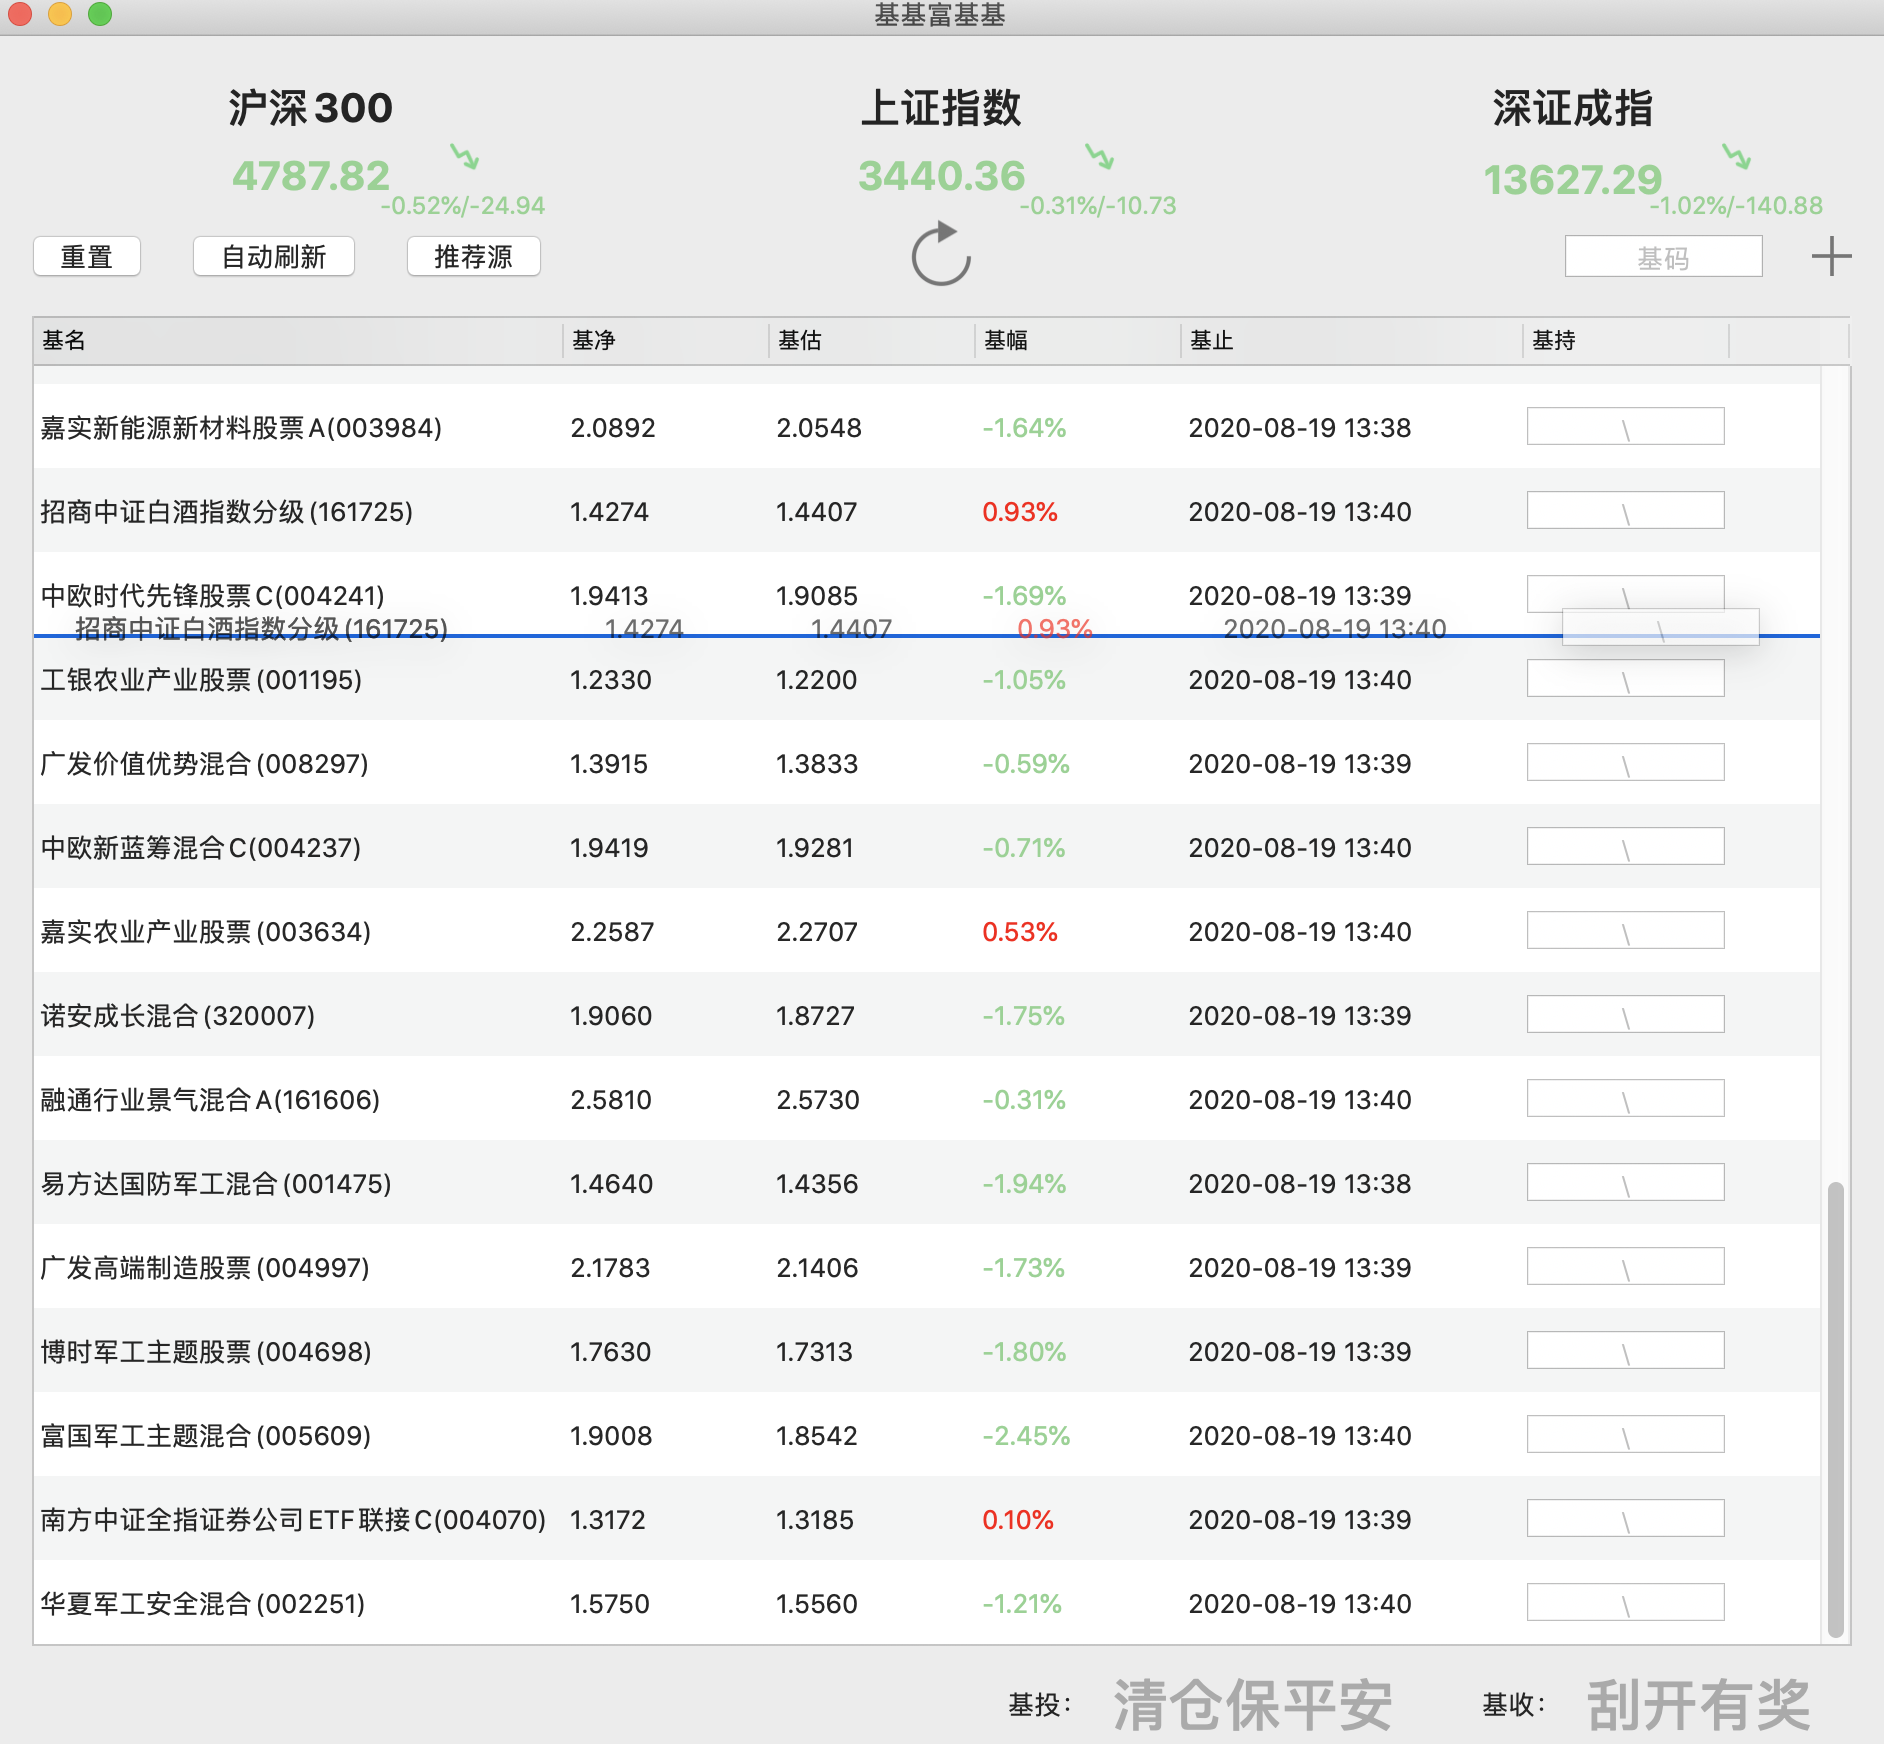 基基富基基
沪深300 上证指数 深证成指
4787.82 3440.36 13627.29
-0.52%/-24.94 -0.31%/-10.73 -1.02%/-140.88
重置 自动刷新 推荐源 基码
基名 基净 基估 基幅 基止 基持
嘉实新能源新材料股票A(003984) 2.0892 2.0548 -1.64% 2020-08-19 13:38 \
招商中证白酒指数分级(161725) 1.4274 1.4407 0.93% 2020-08-19 13:40 \
中欧时代先锋股票C(004241) 1.9413 1.9085 -1.69% 2020-08-19 13:39 \
招商中证白酒指数分级(161725) 1.4274 1.4407 0.93% 2020-08-19 13:40 \
工银农业产业股票(001195) 1.2330 1.2200 -1.05% 2020-08-19 13:40 \
广发价值优势混合(008297) 1.3915 1.3833 -0.59% 2020-08-19 13:39 \
中欧新蓝筹混合C(004237) 1.9419 1.9281 -0.71% 2020-08-19 13:40 \
嘉实农业产业股票(003634) 2.2587 2.2707 0.53% 2020-08-19 13:40 \
诺安成长混合(320007) 1.9060 1.8727 -1.75% 2020-08-19 13:39 \
融通行业景气混合A(161606) 2.5810 2.5730 -0.31% 2020-08-19 13:40 \
易方达国防军工混合(001475) 1.4640 1.4356 -1.94% 2020-08-19 13:38 \
广发高端制造股票(004997) 2.1783 2.1406 -1.73% 2020-08-19 13:39 \
博时军工主题股票(004698) 1.7630 1.7313 -1.80% 2020-08-19 13:39 \
富国军工主题混合(005609) 1.9008 1.8542 -2.45% 2020-08-19 13:40 \
南方中证全指证券公司ETF联接C(004070) 1.3172 1.3185 0.10% 2020-08-19 13:39 \
华夏军工安全混合(002251) 1.5750 1.5560 -1.21% 2020-08-19 13:40 \
基投： 清仓保平安 基收： 刮开有奖